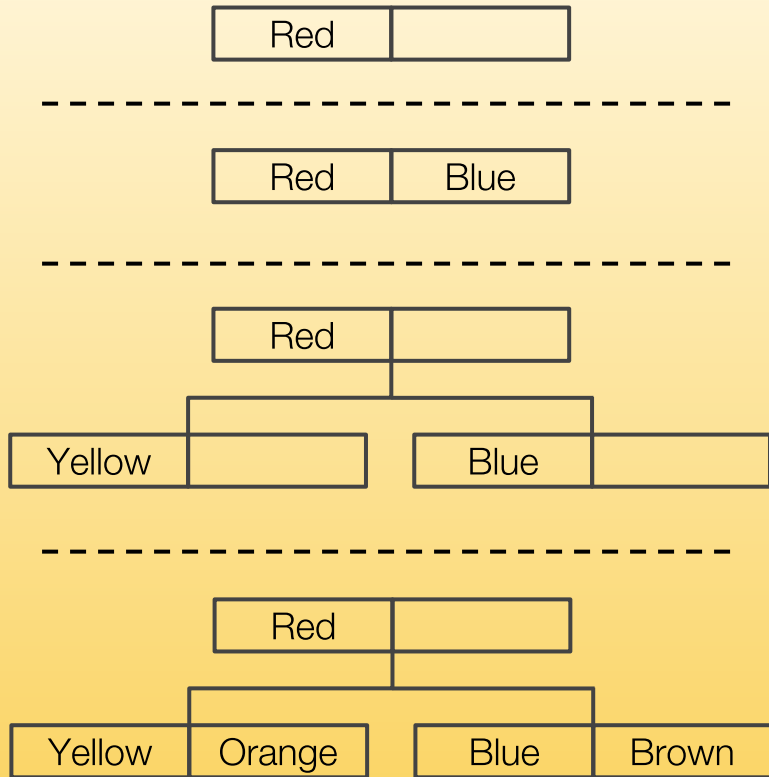 Red
Red Blue
Red
Yellow Blue
Red
Yellow Orange Blue Brown